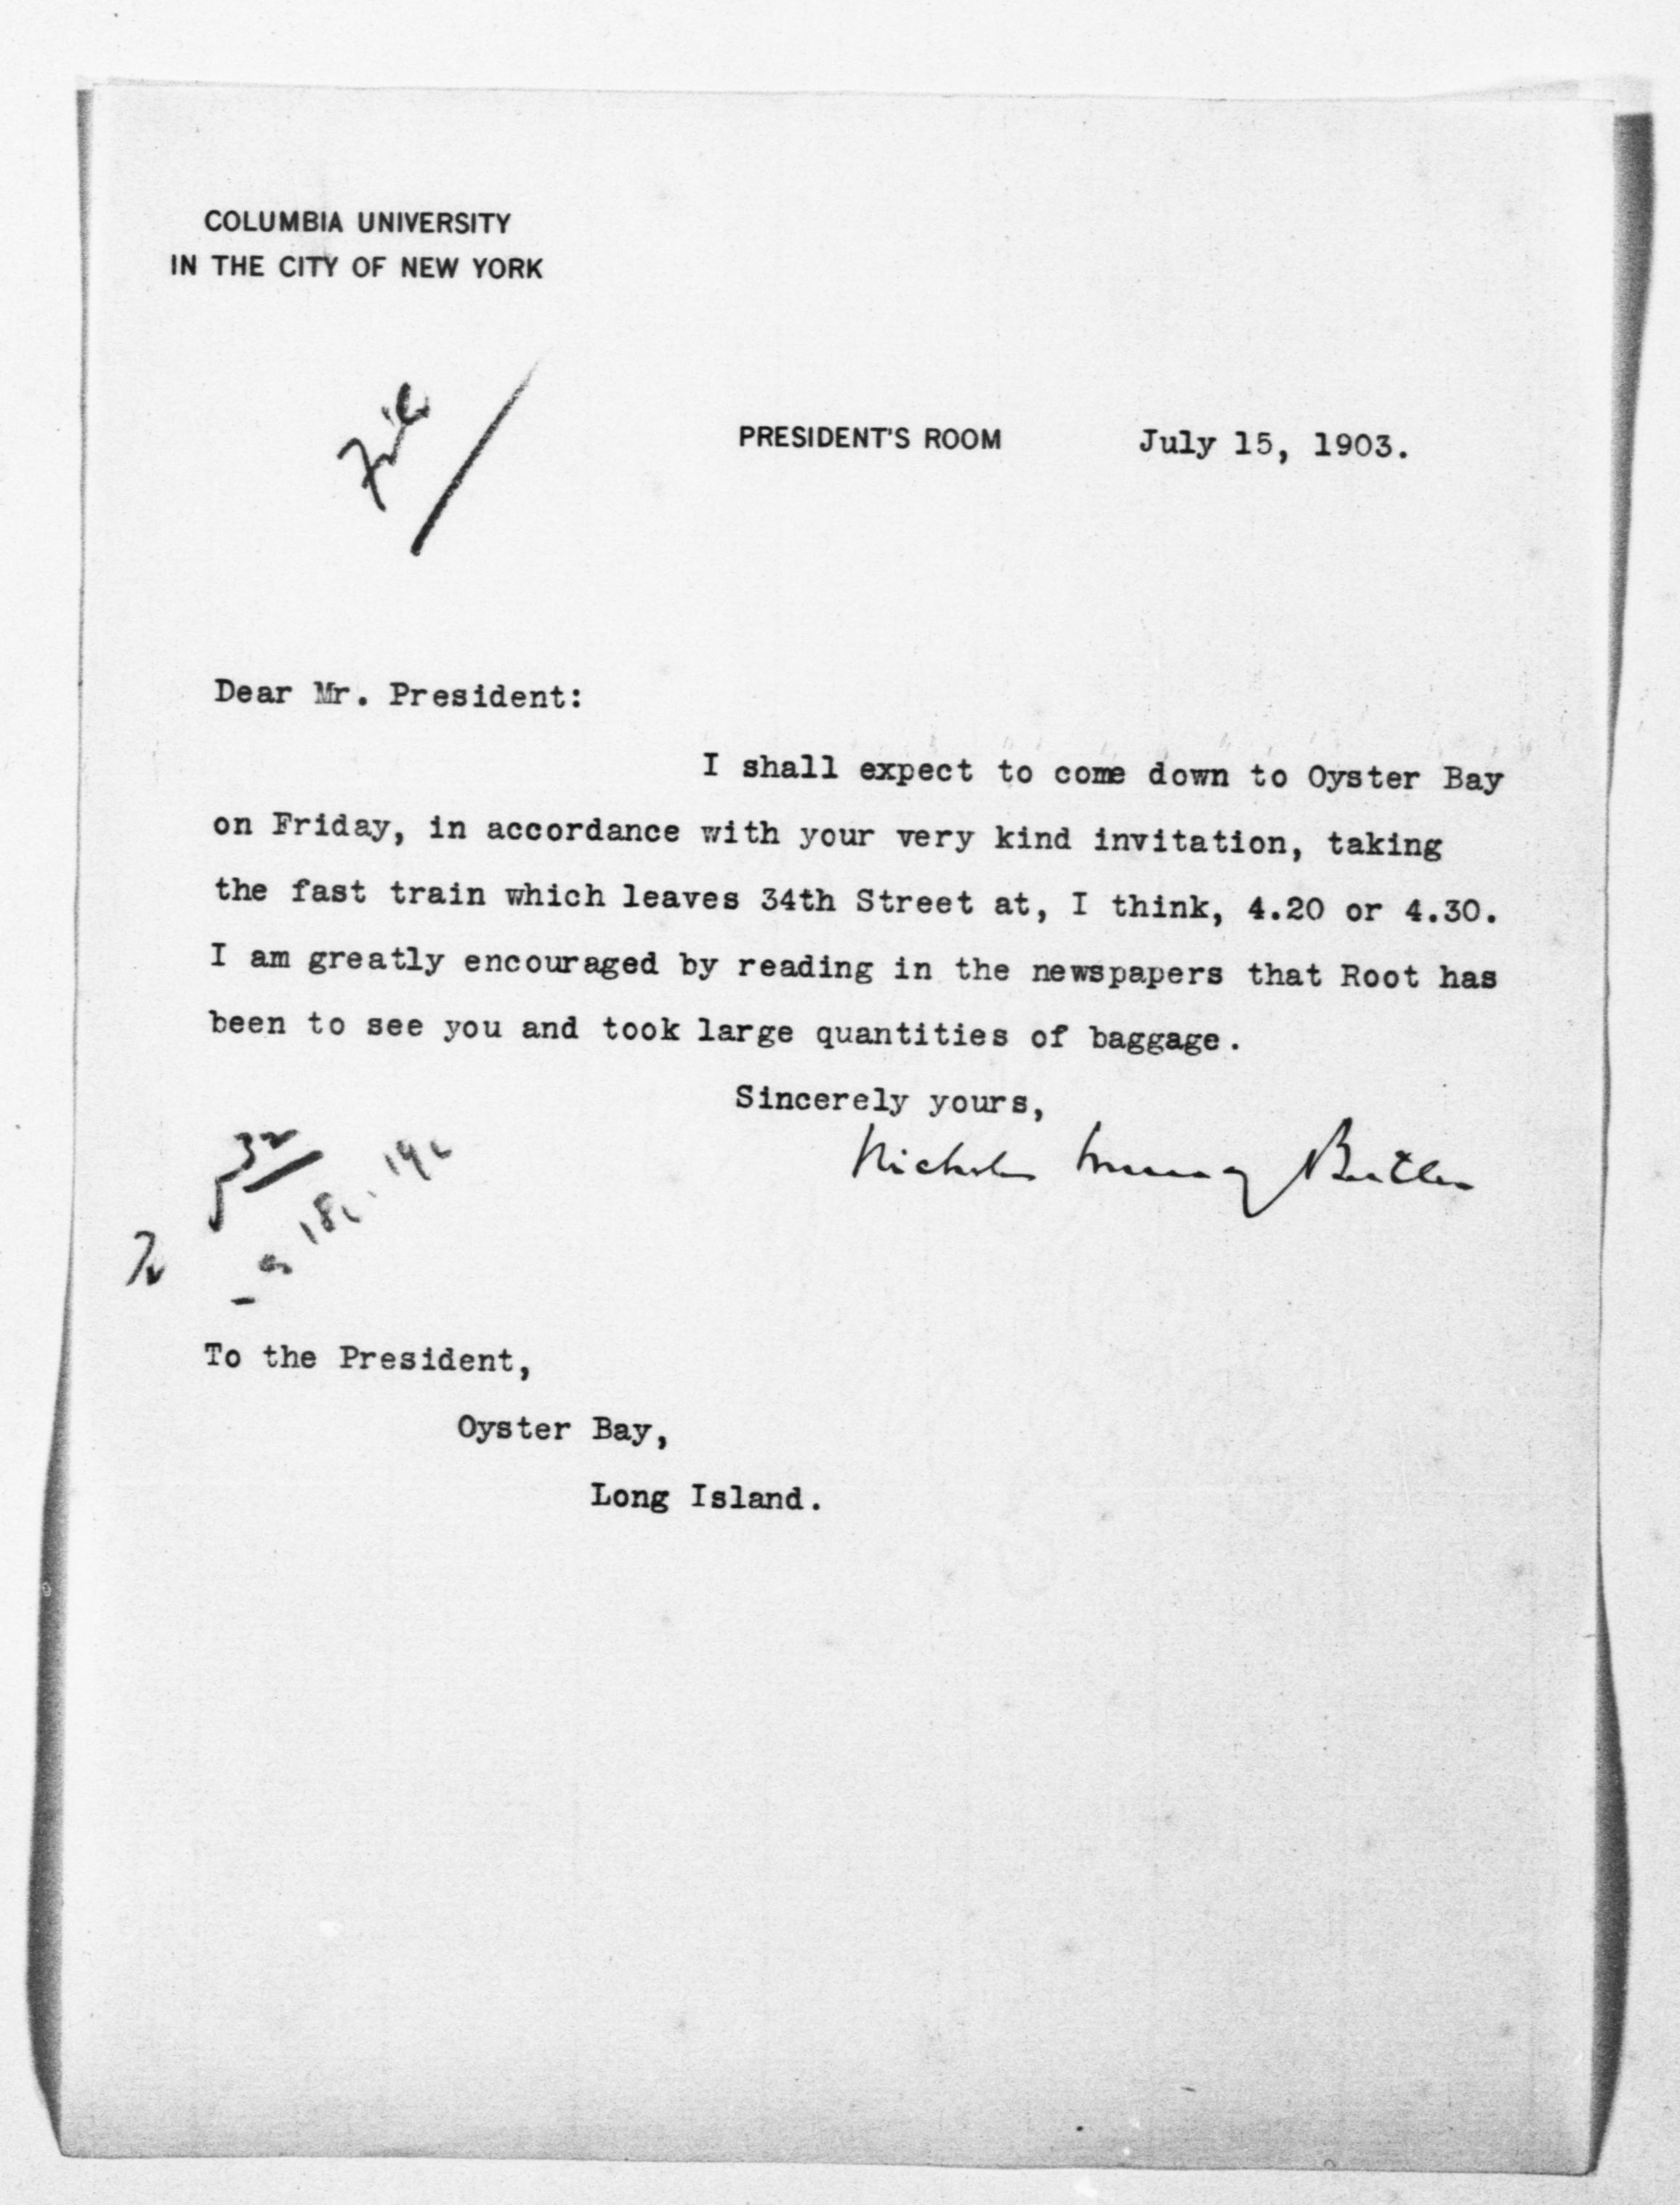 COLUMBIA UNIVERSITY
IN THE CITY OF NEW YORK
File
PRESIDENT'S ROOM July 15, 1903.
Dear Mr. President:
I shall expect to come down to Oyster Bay
on Friday, in accordance with your very kind invitation, taking
the fast train which leaves 34th Street at, I think, 4.20 or 4.30.
I am greatly encouraged by reading in the newspapers that Root has
been to see you and took large quantities of baggage.
Sincerely yours,
Nicholas Murray Butler
To the President,
Oyster Bay,
Long Island.